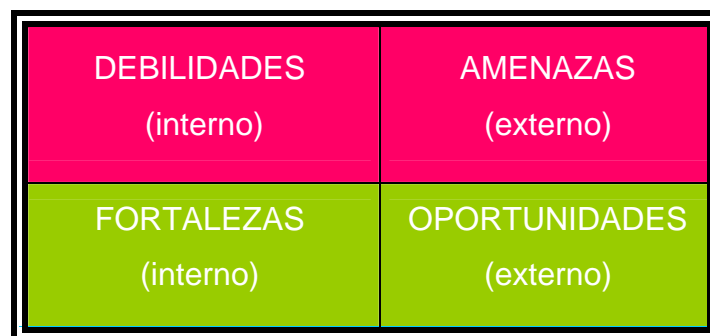 DEBILIDADES
(interno)
AMENAZAS
(externo)
FORTALEZAS
(interno)
OPORTUNIDADES
(externo)